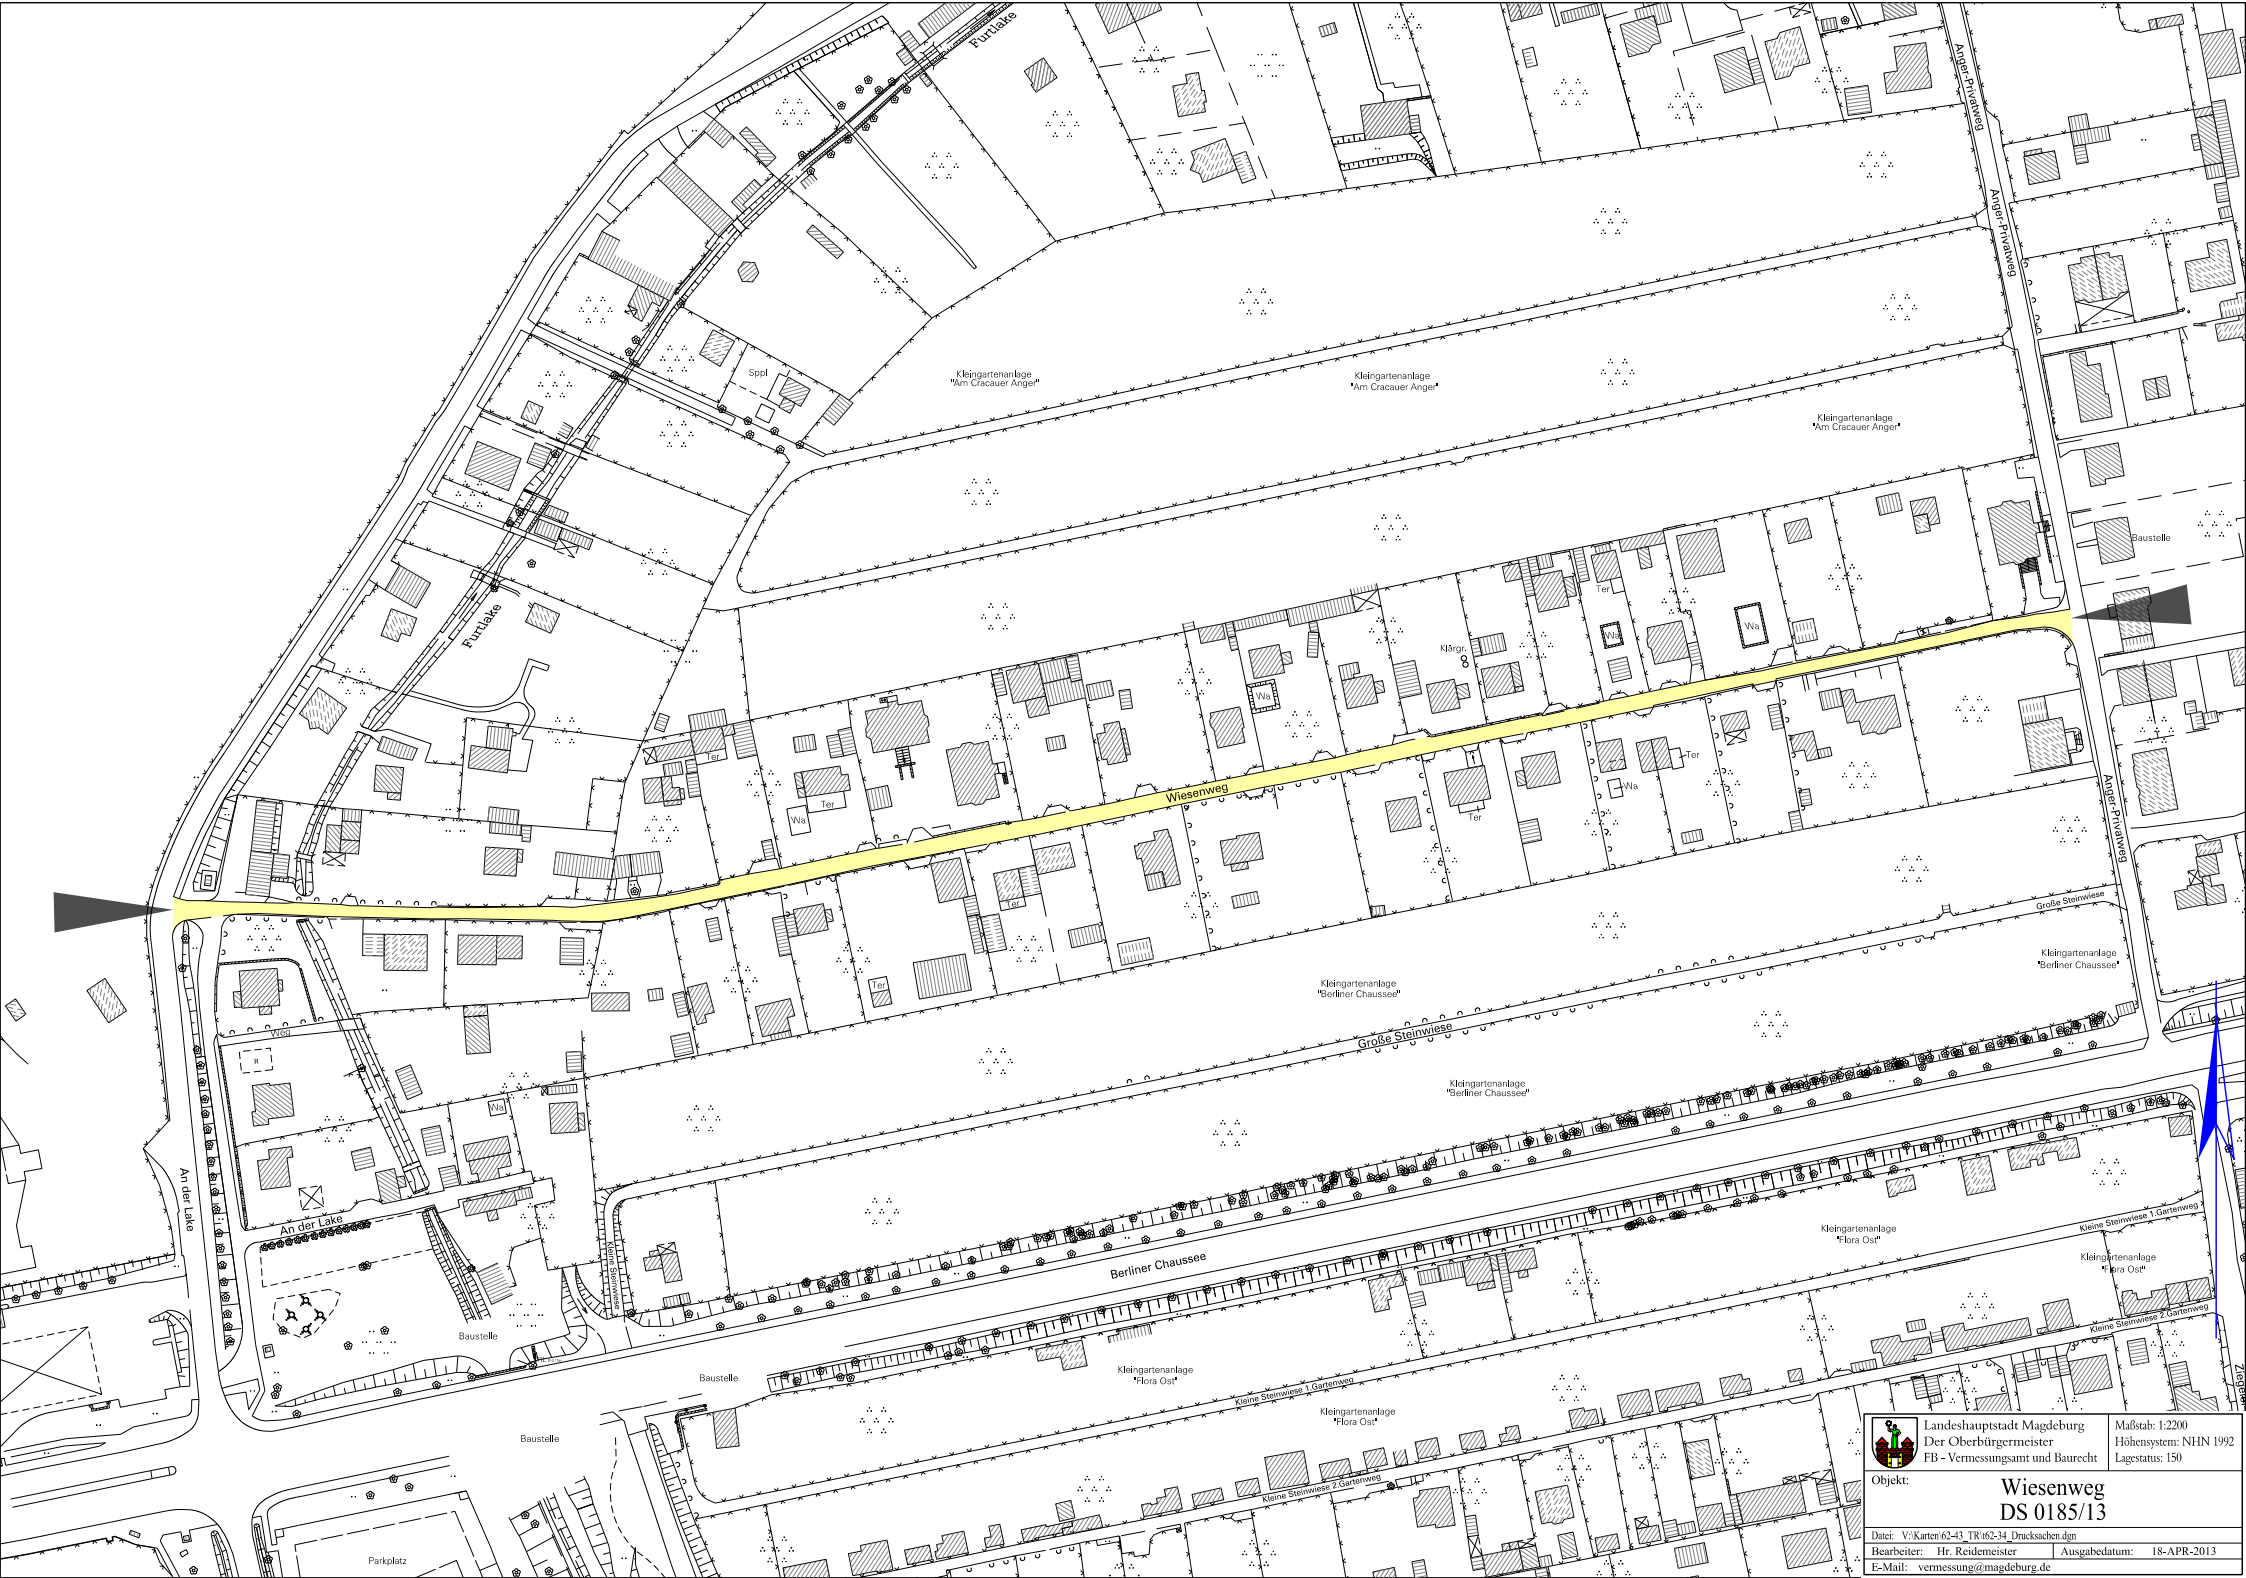 Furtlake
Anger-Privatweg
Anger-Privatweg
Sppl
Kleingartenanlage
"Am Cracauer Anger"
Kleingartenanlage
"Am Cracauer Anger"
Kleingartenanlage
"Am Cracauer Anger"
Baustelle
Furtlake
Ter
Wa
Wa
Klärgr.
Wa
Ter
Ter
Wa
Wiesenweg
Ter
Wa
Ter
Anger-Privatweg
Ter
Ter
Große Steinwiese
Kleingartenanlage
"Berliner Chaussee"
Kleingartenanlage
"Berliner Chaussee"
Große Steinwiese
Weg
R
Kleingartenanlage
"Berliner Chaussee"
Wa
An der Lake
An der Lake
Kleine Steinwiese
Berliner Chaussee
Kleingartenanlage
"Flora Ost"
Kleine Steinwiese 1.Gartenweg
Kleingartenanlage
"Flora Ost"
Kleine Steinwiese 2.Gartenweg
Baustelle
Baustelle
Kleingartenanlage
"Flora Ost"
Kleine Steinwiese 1.Gartenweg
Kleingartenanlage
"Flora Ost"
Baustelle
Kleine Steinwiese 2.Gartenweg
Parkplatz
Landeshauptstadt Magdeburg
Der Oberbürgermeister
FB - Vermessungsamt und Baurecht
Maßstab: 1:2200
Höhensystem: NHN 1992
Lagestatus: 150
Objekt:
Wiesenweg
DS 0185/13
Datei: V:\Karten\62-43_TR\62-34_Drucksachen.dgn
Bearbeiter: Hr. Reidemeister
Ausgabedatum: 18-APR-2013
E-Mail: vermessung@magdeburg.de